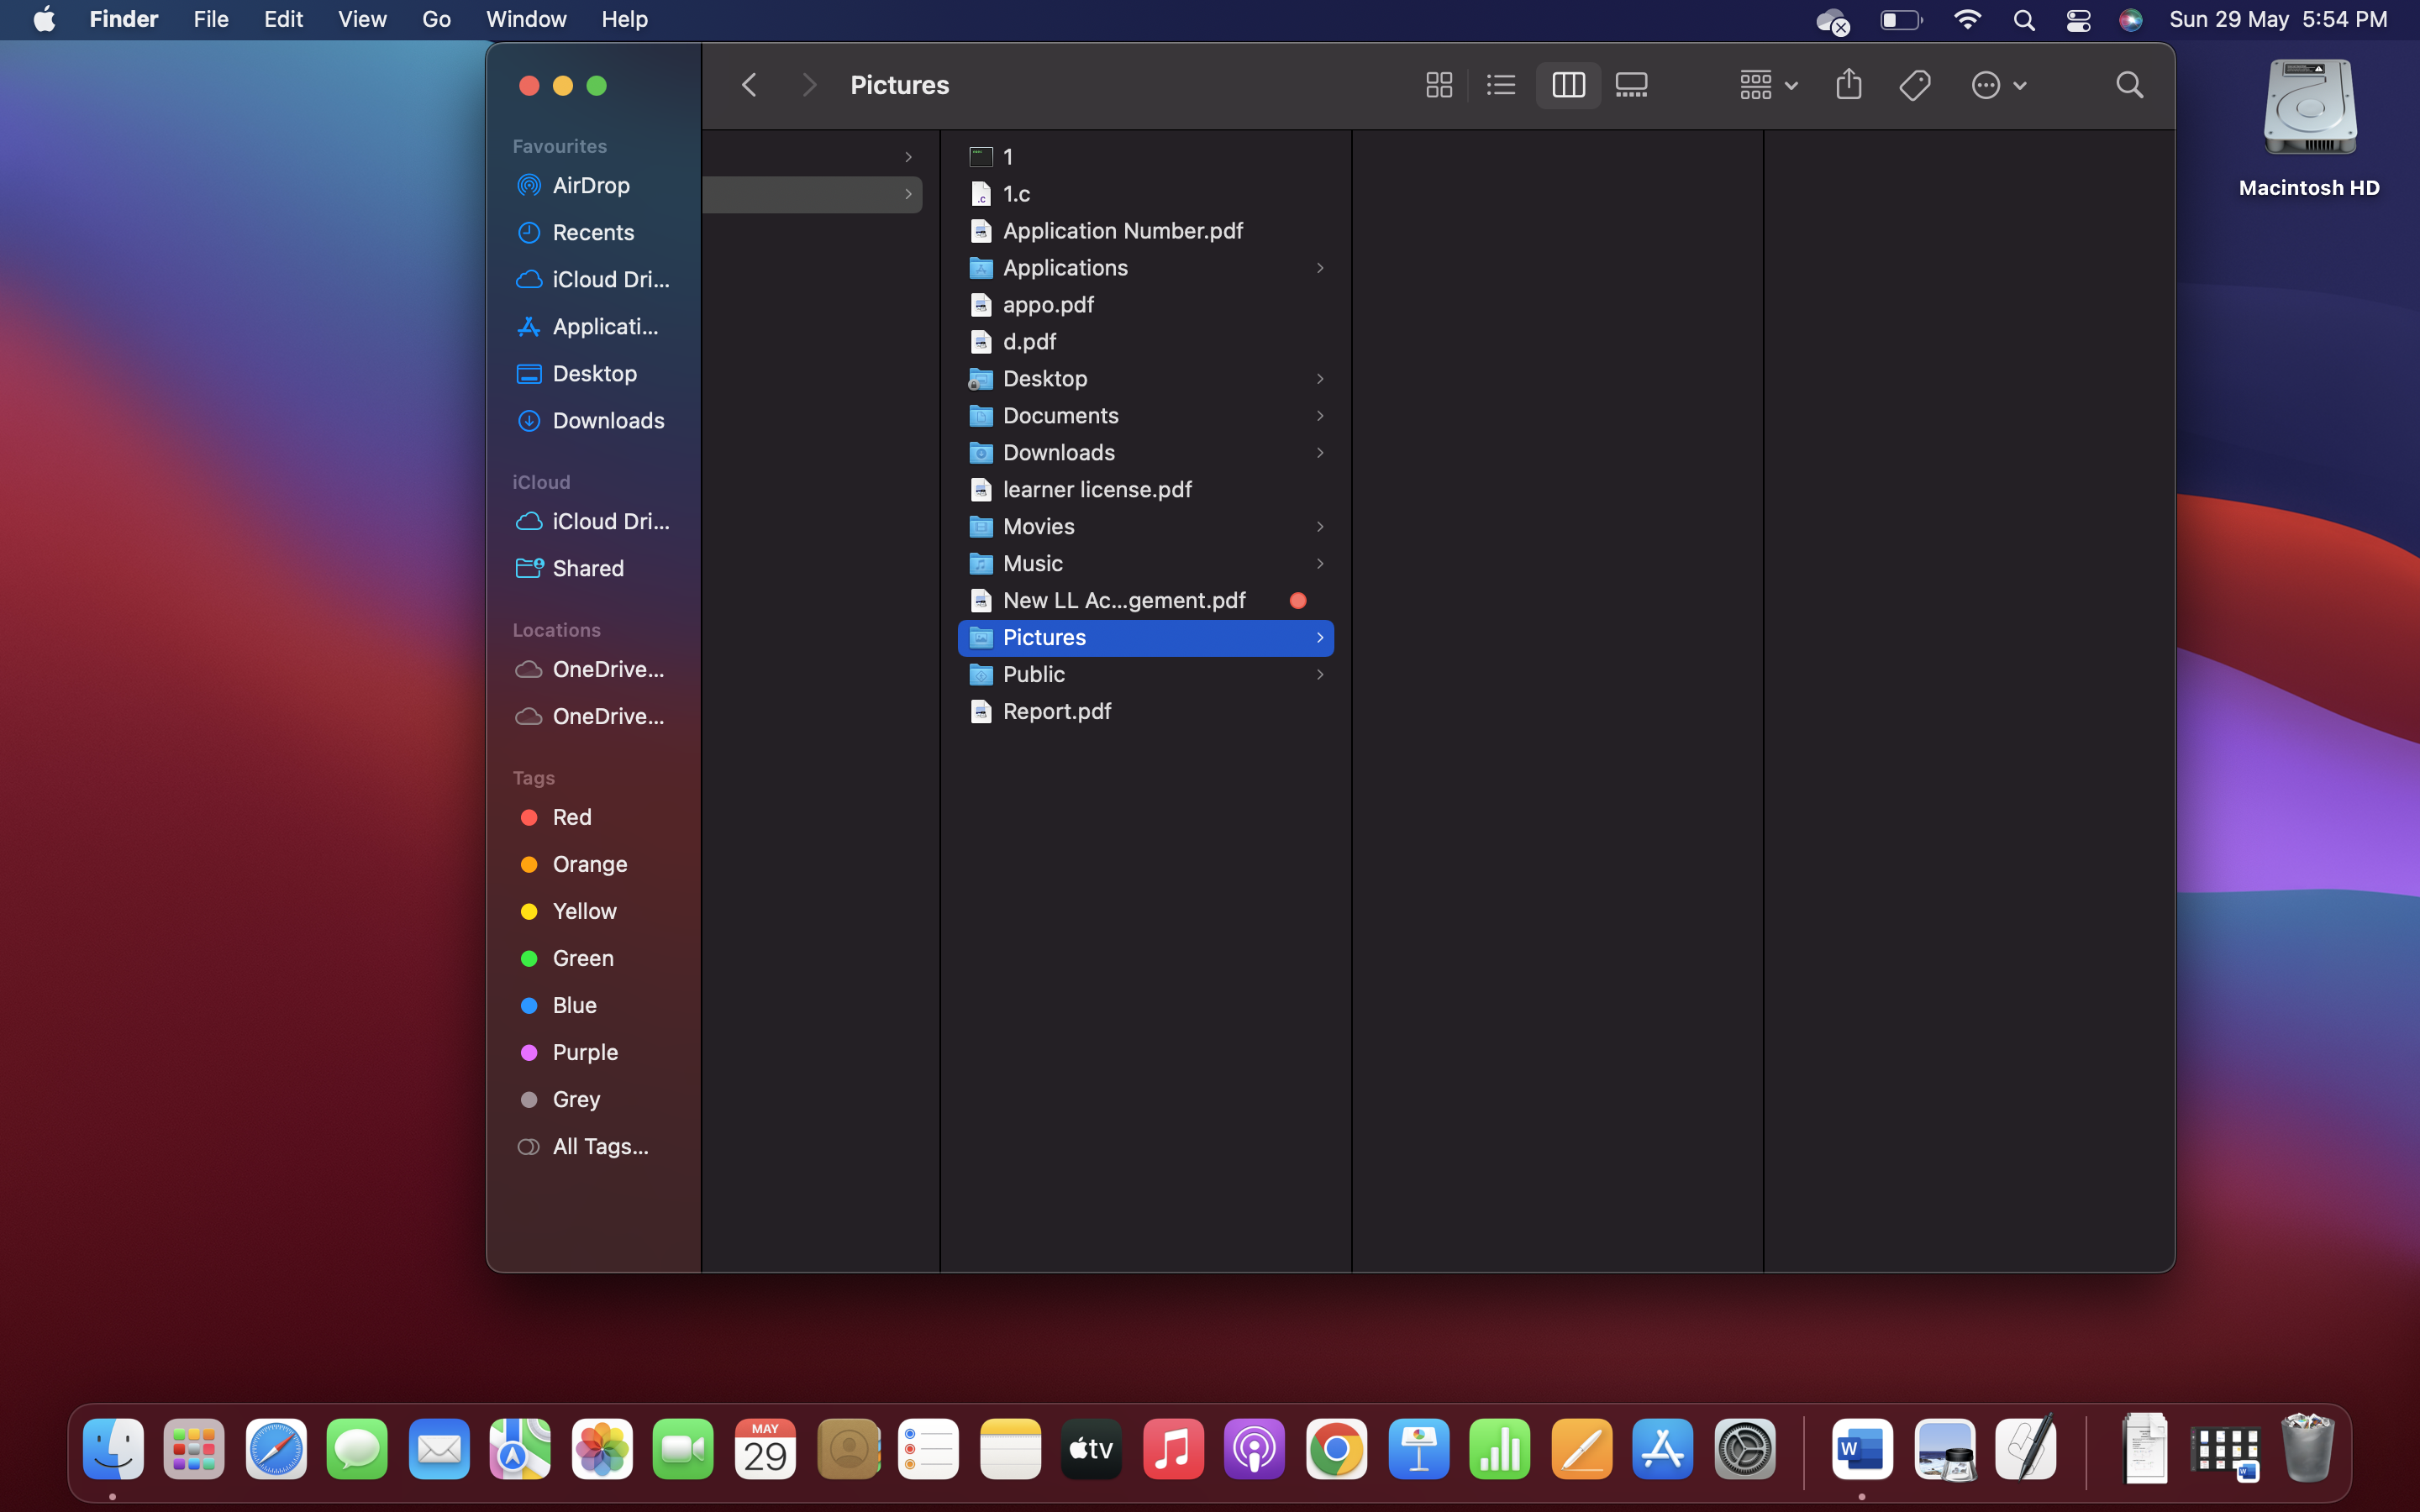 Finder File Edit View Go Window Help Sun 29 May 5:54 PM
Pictures
Macintosh HD
Favourites
AirDrop
Recents
iCloud Dri...
Applicati...
Desktop
Downloads
iCloud
iCloud Dri...
Shared
Locations
OneDrive...
OneDrive...
Tags
Red
Orange
Yellow
Green
Blue
Purple
Grey
All Tags...
1
1.c
Application Number.pdf
Applications
appo.pdf
d.pdf
Desktop
Documents
Downloads
learner license.pdf
Movies
Music
New LL Ac...gement.pdf
Pictures
Public
Report.pdf
MAY
29
tv
W